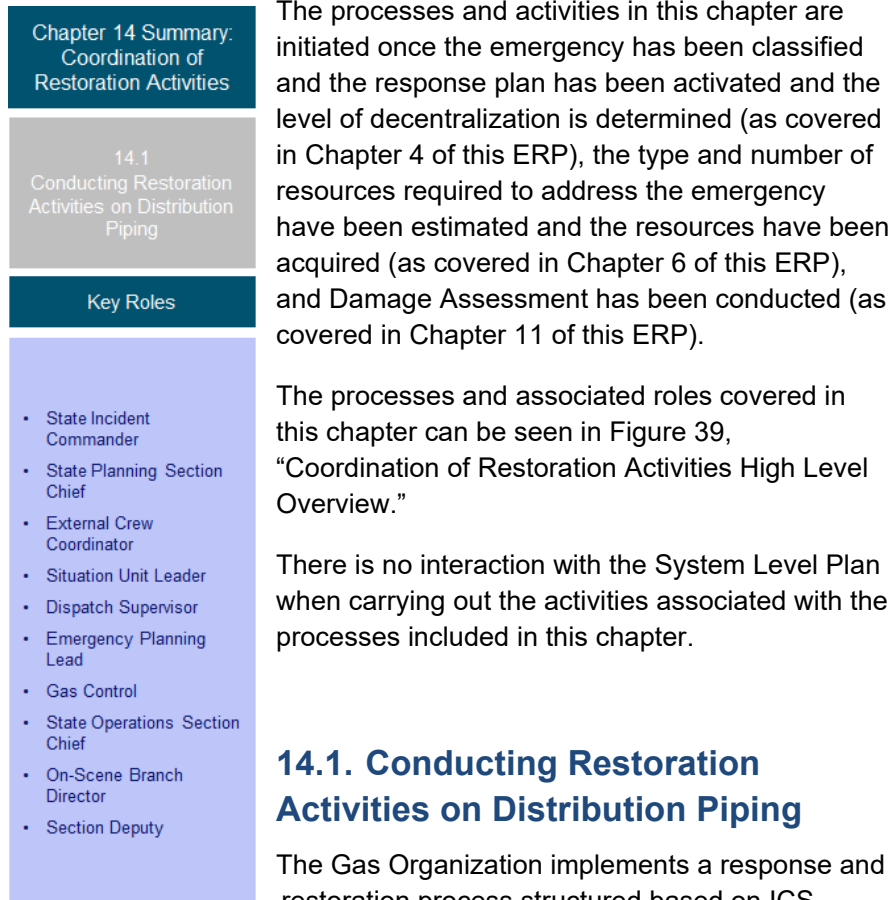 Chapter 14 Summary:
Coordination of
Restoration Activities
14.1
Conducting Restoration
Activities on Distribution
Piping
Key Roles
• State Incident
Commander
• State Planning Section
Chief
• External Crew
Coordinator
• Situation Unit Leader
• Dispatch Supervisor
• Emergency Planning
Lead
• Gas Control
• State Operations Section
Chief
• On-Scene Branch
Director
• Section Deputy
The processes and activities in this chapter are
initiated once the emergency has been classified
and the response plan has been activated and the
level of decentralization is determined (as covered
in Chapter 4 of this ERP), the type and number of
resources required to address the emergency
have been estimated and the resources have been
acquired (as covered in Chapter 6 of this ERP),
and Damage Assessment has been conducted (as
covered in Chapter 11 of this ERP).
The processes and associated roles covered in
this chapter can be seen in Figure 39,
“Coordination of Restoration Activities High Level
Overview.”
There is no interaction with the System Level Plan
when carrying out the activities associated with the
processes included in this chapter.
14.1. Conducting Restoration
Activities on Distribution Piping
The Gas Organization implements a response and
restoration process structured based on ICS